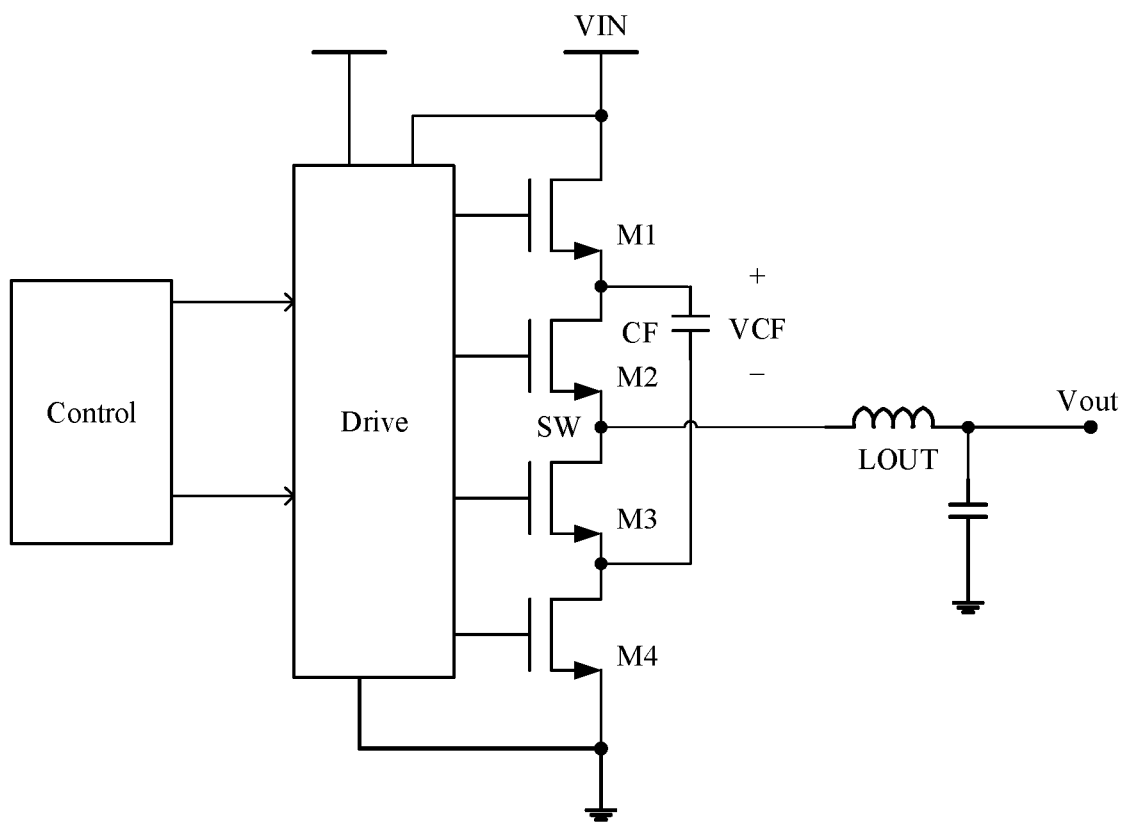 VIN
M1
+
CF
VCF
M2
−
Control
Drive
SW
Vout
LOUT
M3
M4